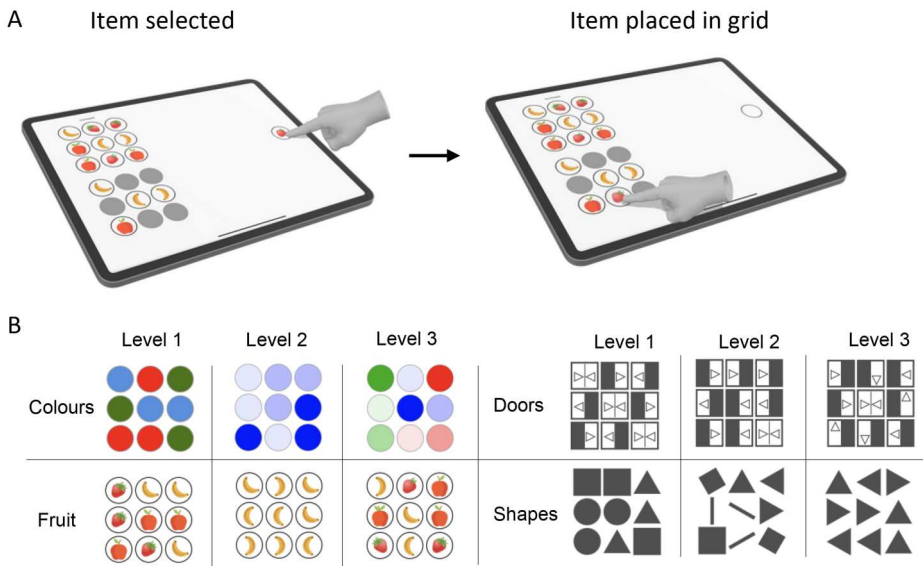 A
Item selected
Item placed in grid
B
Level 1
Level 2
Level 3
Level 1
Level 2
Level 3
Colours
Doors
Fruit
Shapes